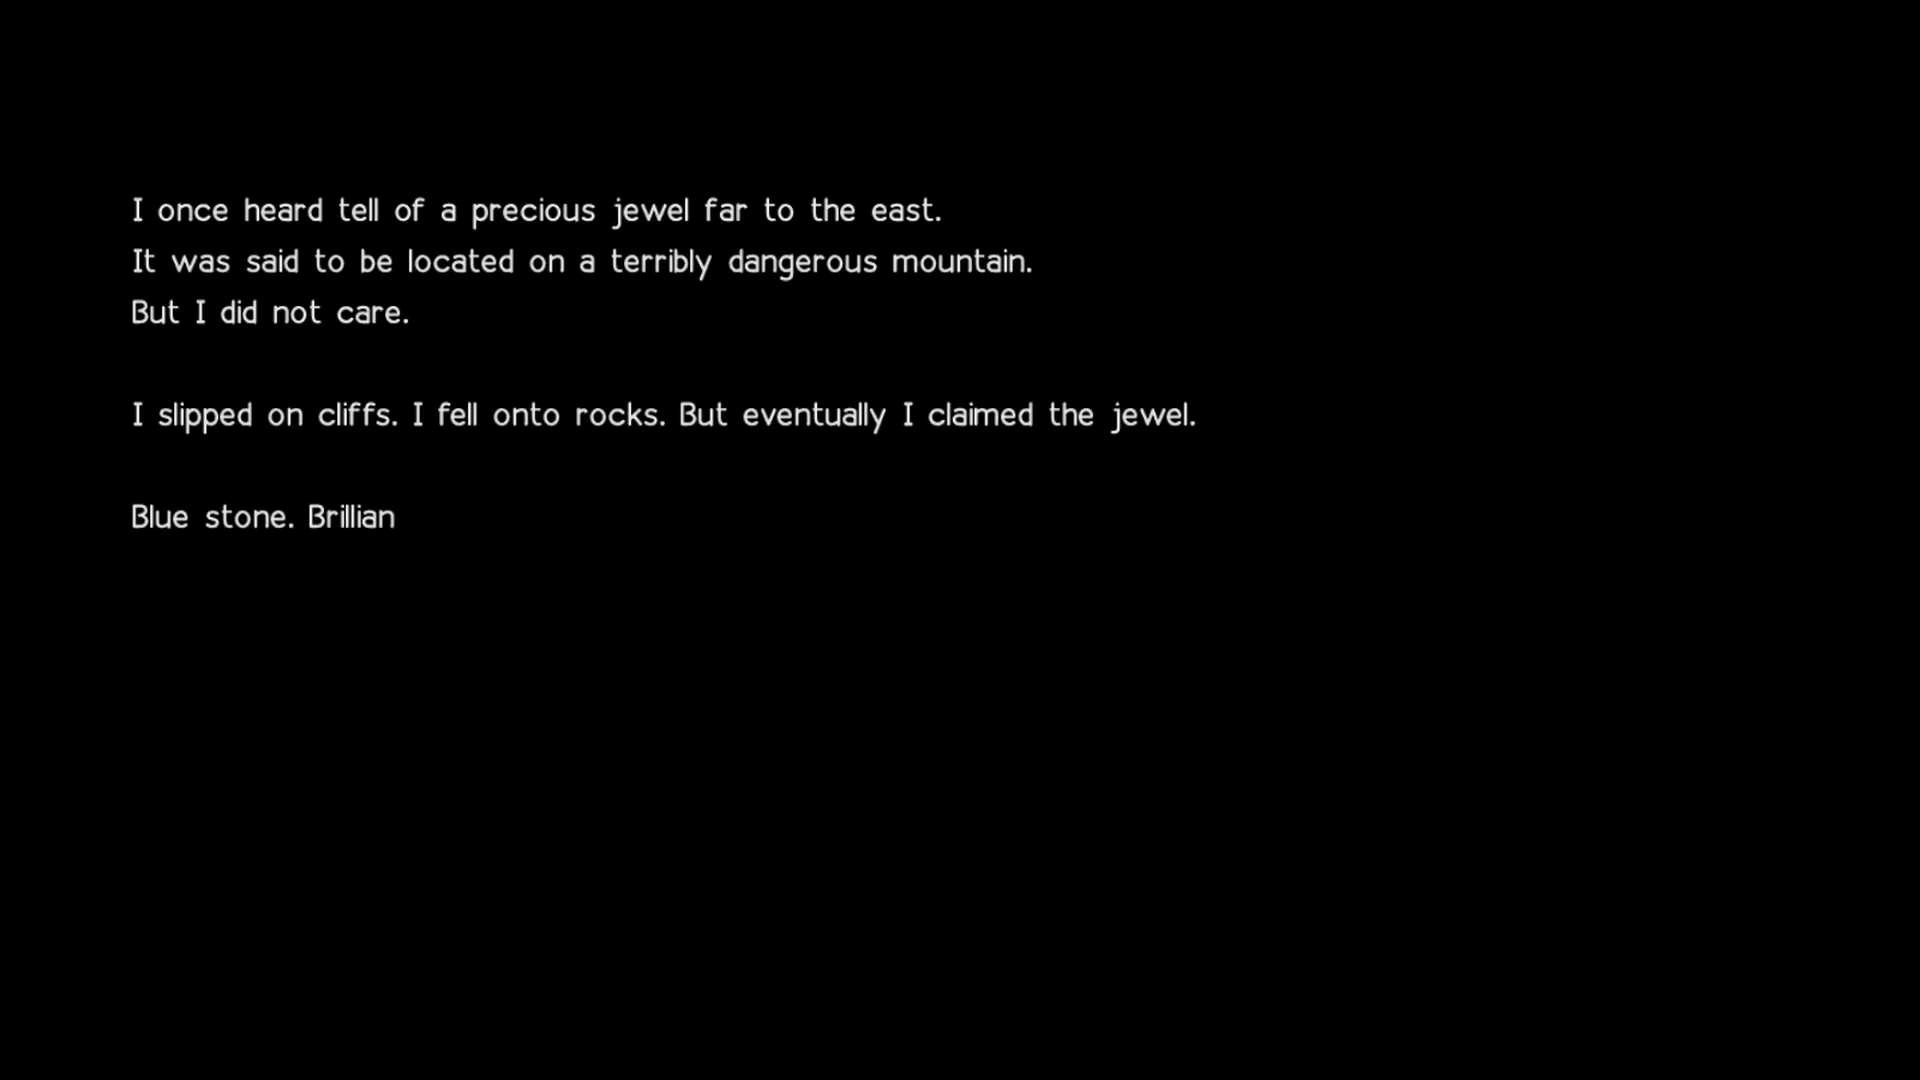 I once heard tell of a precious jewel far to the east.
It was said to be located on a terribly dangerous mountain.
But I did not care.
I slipped on cliffs. I fell onto rocks. But eventually I claimed the jewel.
Blue stone. Brillian